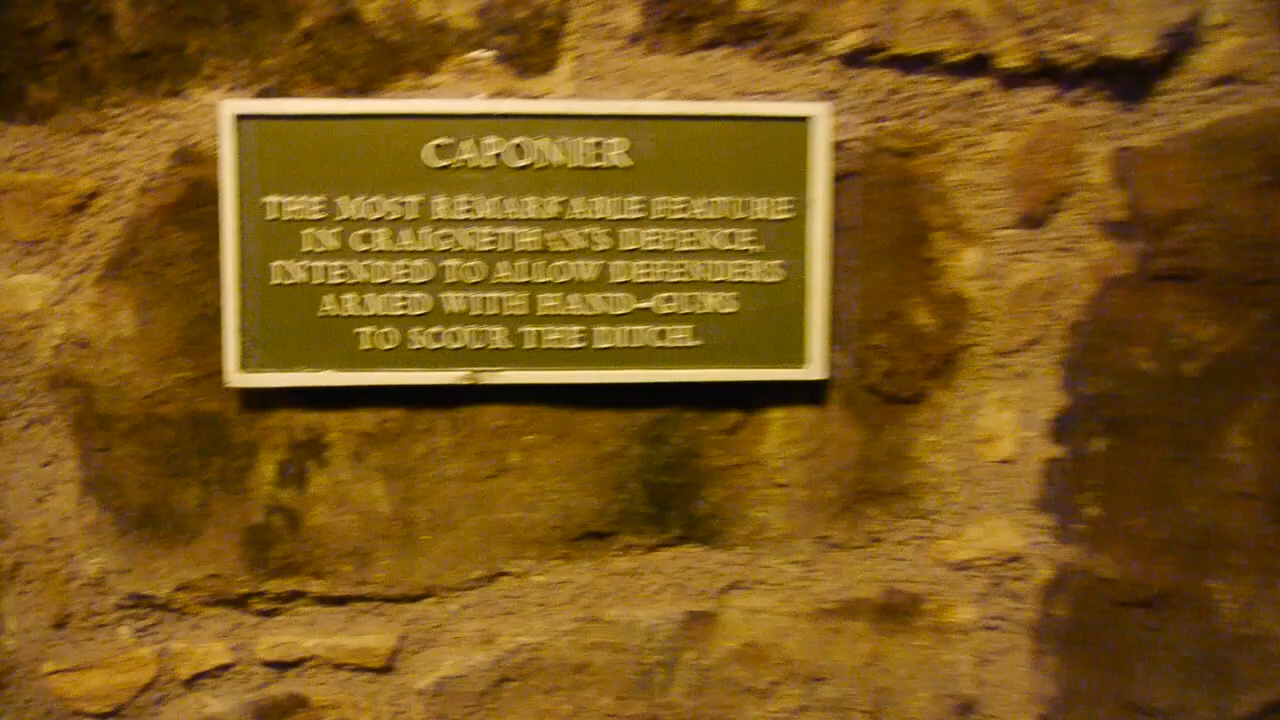 CAPONIER
THE MOST REMARKABLE FEATURE
IN CRAIGNETHAN'S DEFENCE,
INTENDED TO ALLOW DEFENDERS
ARMED WITH HAND-GUNS
TO SCOUR THE DITCH.